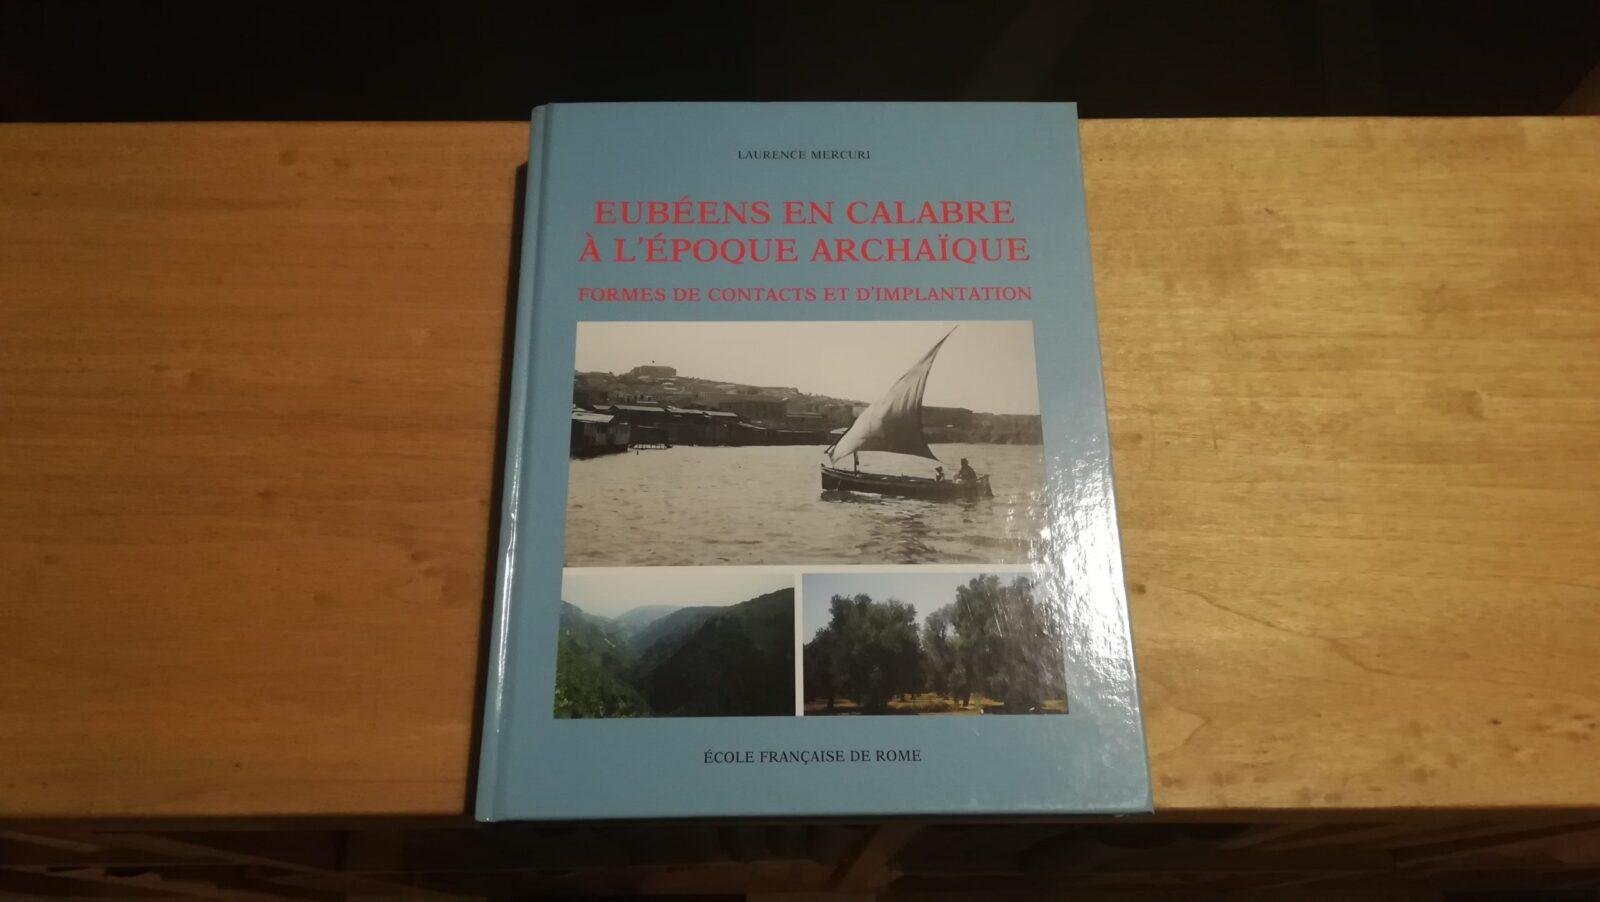 LAURENCE MERCURI
EUBÉENS EN CALABRE
À L'ÉPOQUE ARCHAÏQUE
FORMES DE CONTACTS ET D'IMPLANTATION
ÉCOLE FRANÇAISE DE ROME